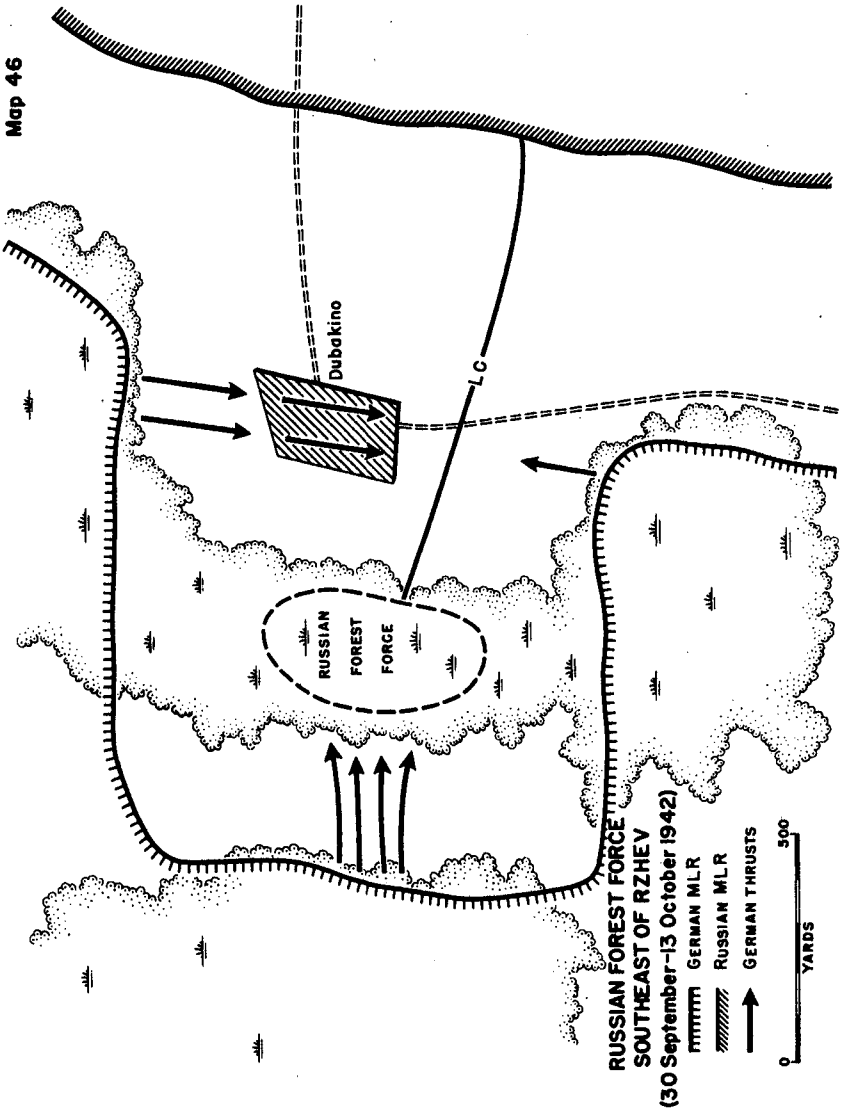 Map 46
Dubakino
LC
RUSSIAN
FOREST
FORCE
RUSSIAN FOREST FORCE
SOUTHEAST OF RZHEV
(30 September-13 October 1942)
GERMAN MLR
RUSSIAN MLR
GERMAN THRUSTS
0 500
YARDS